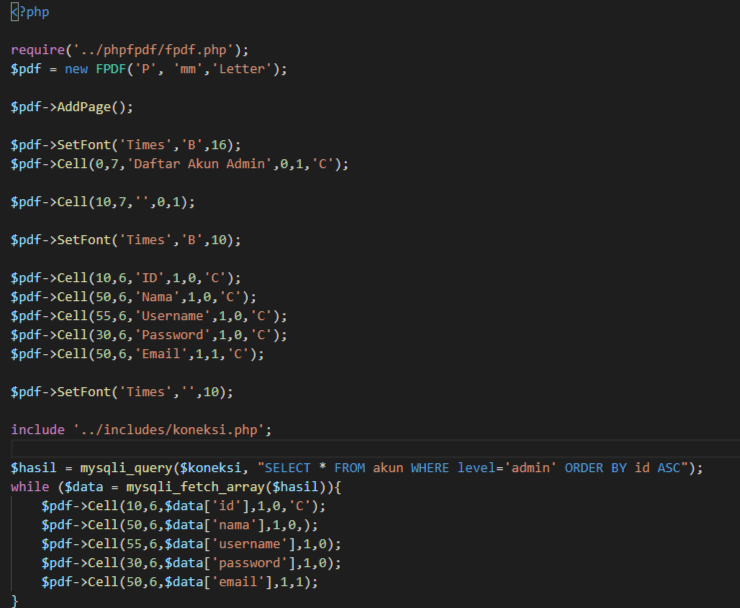 <?php
require('../phpfpdf/fpdf.php');
$pdf = new FPDF('P', 'mm','Letter');
$pdf->AddPage();
$pdf->SetFont('Times','B',16);
$pdf->Cell(0,7,'Daftar Akun Admin',0,1,'C');
$pdf->Cell(10,7,'',0,1);
$pdf->SetFont('Times','B',10);
$pdf->Cell(10,6,'ID',1,0,'C');
$pdf->Cell(50,6,'Nama',1,0,'C');
$pdf->Cell(55,6,'Username',1,0,'C');
$pdf->Cell(30,6,'Password',1,0,'C');
$pdf->Cell(50,6,'Email',1,1,'C');
$pdf->SetFont('Times','',10);
include '../includes/koneksi.php';
$hasil = mysqli_query($koneksi, "SELECT * FROM akun WHERE level='admin' ORDER BY id ASC");
while ($data = mysqli_fetch_array($hasil)){
    $pdf->Cell(10,6,$data['id'],1,0,'C');
    $pdf->Cell(50,6,$data['nama'],1,0,);
    $pdf->Cell(55,6,$data['username'],1,0);
    $pdf->Cell(30,6,$data['password'],1,0);
    $pdf->Cell(50,6,$data['email'],1,1);
}